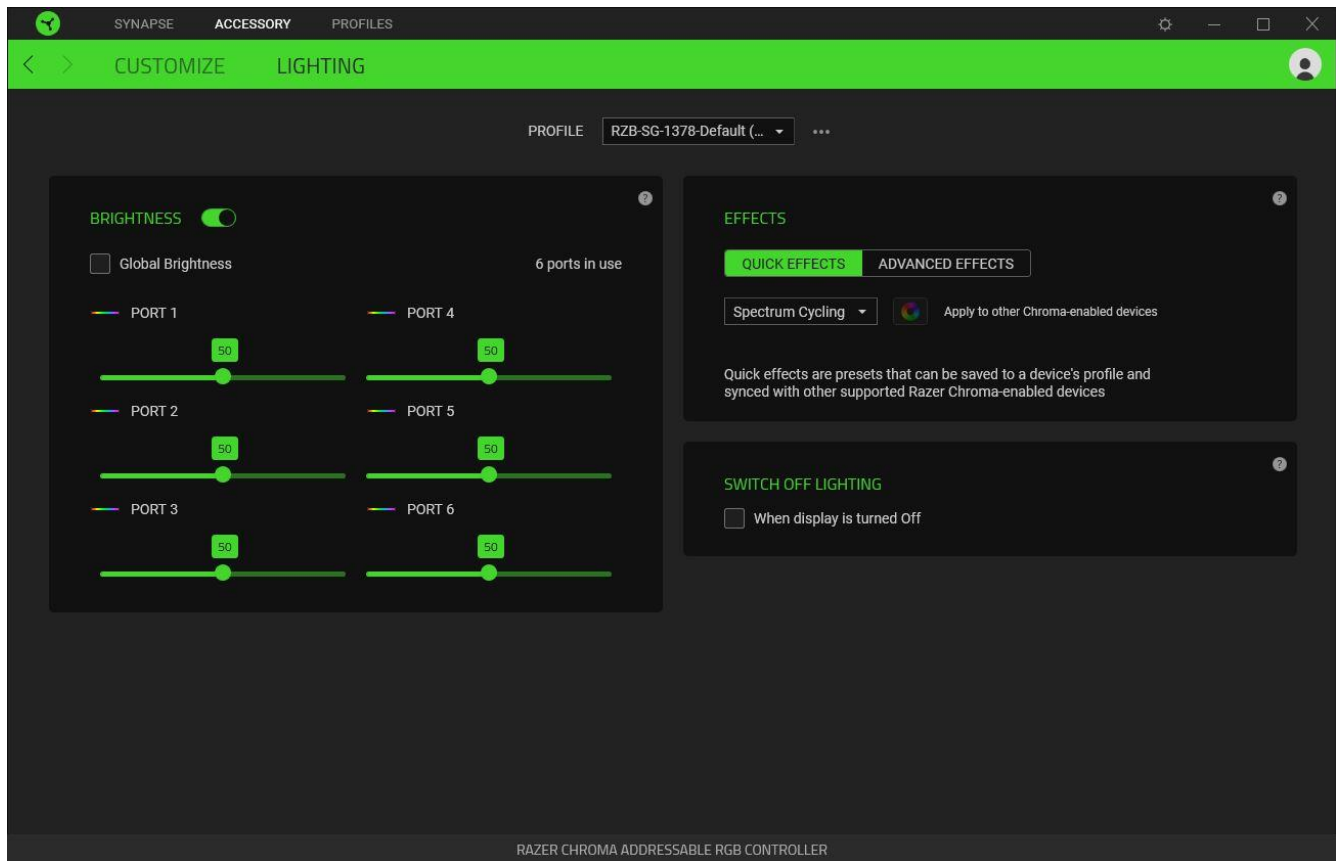 SYNAPSE ACCESSORY PROFILES
CUSTOMIZE LIGHTING
PROFILE RZB-SG-1378-Default (...
BRIGHTNESS
Global Brightness 6 ports in use
PORT 1 PORT 4
50 50
PORT 2 PORT 5
50 50
PORT 3 PORT 6
50 50
EFFECTS
QUICK EFFECTS ADVANCED EFFECTS
Spectrum Cycling Apply to other Chroma-enabled devices
Quick effects are presets that can be saved to a device's profile and
synced with other supported Razer Chroma-enabled devices
SWITCH OFF LIGHTING
When display is turned Off
RAZER CHROMA ADDRESSABLE RGB CONTROLLER